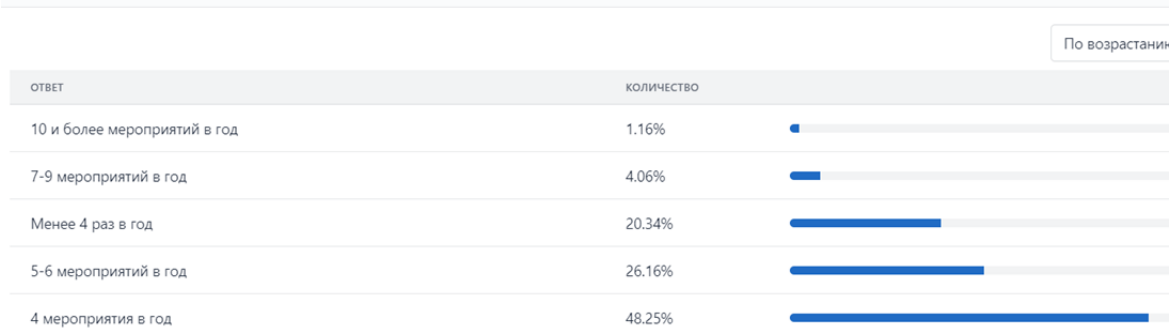 По возрастани
ОТВЕТ КОЛИЧЕСТВО
10 и более мероприятий в год 1.16%
7-9 мероприятий в год 4.06%
Менее 4 раз в год 20.34%
5-6 мероприятий в год 26.16%
4 мероприятия в год 48.25%